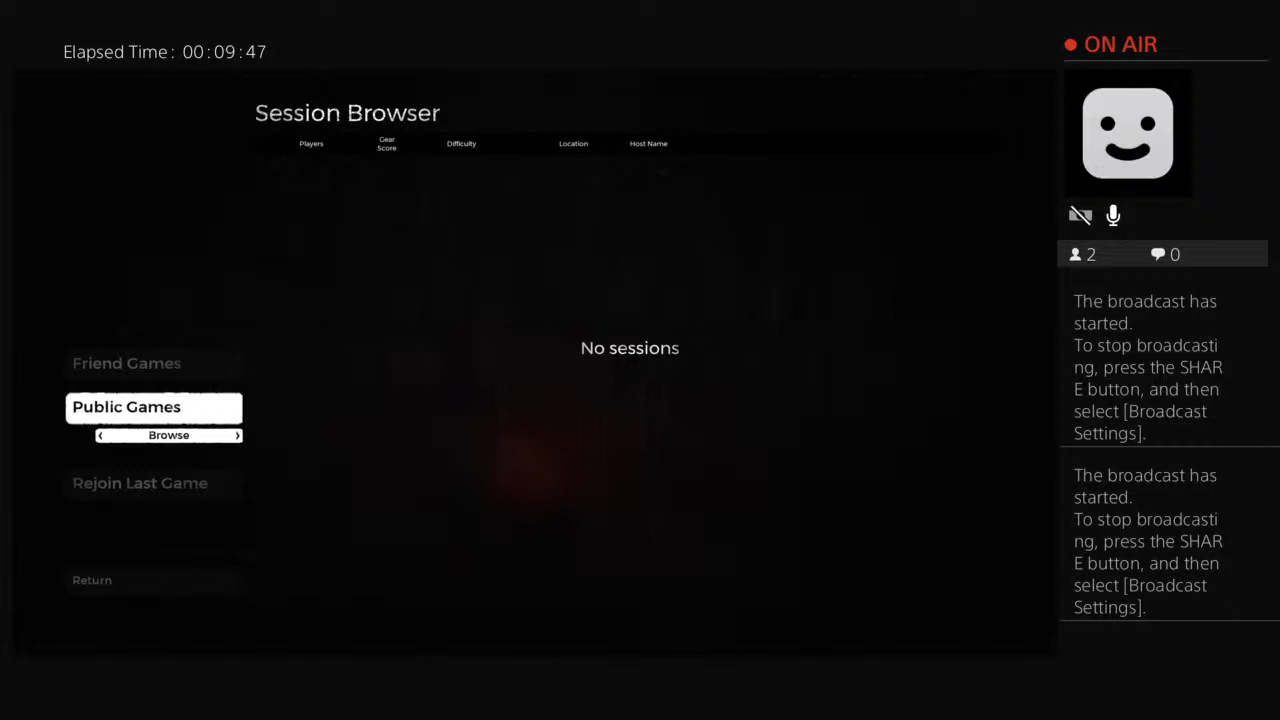 Elapsed Time: 00:09:47
ON AIR
Session Browser
Players
Gear
Score
Difficulty
Location
Host Name
No sessions
Friend Games
Public Games
Browse
Rejoin Last Game
Return
2
0
The broadcast has
started.
To stop broadcasti
ng, press the SHAR
E button, and then
select [Broadcast
Settings].
The broadcast has
started.
To stop broadcasti
ng, press the SHAR
E button, and then
select [Broadcast
Settings].